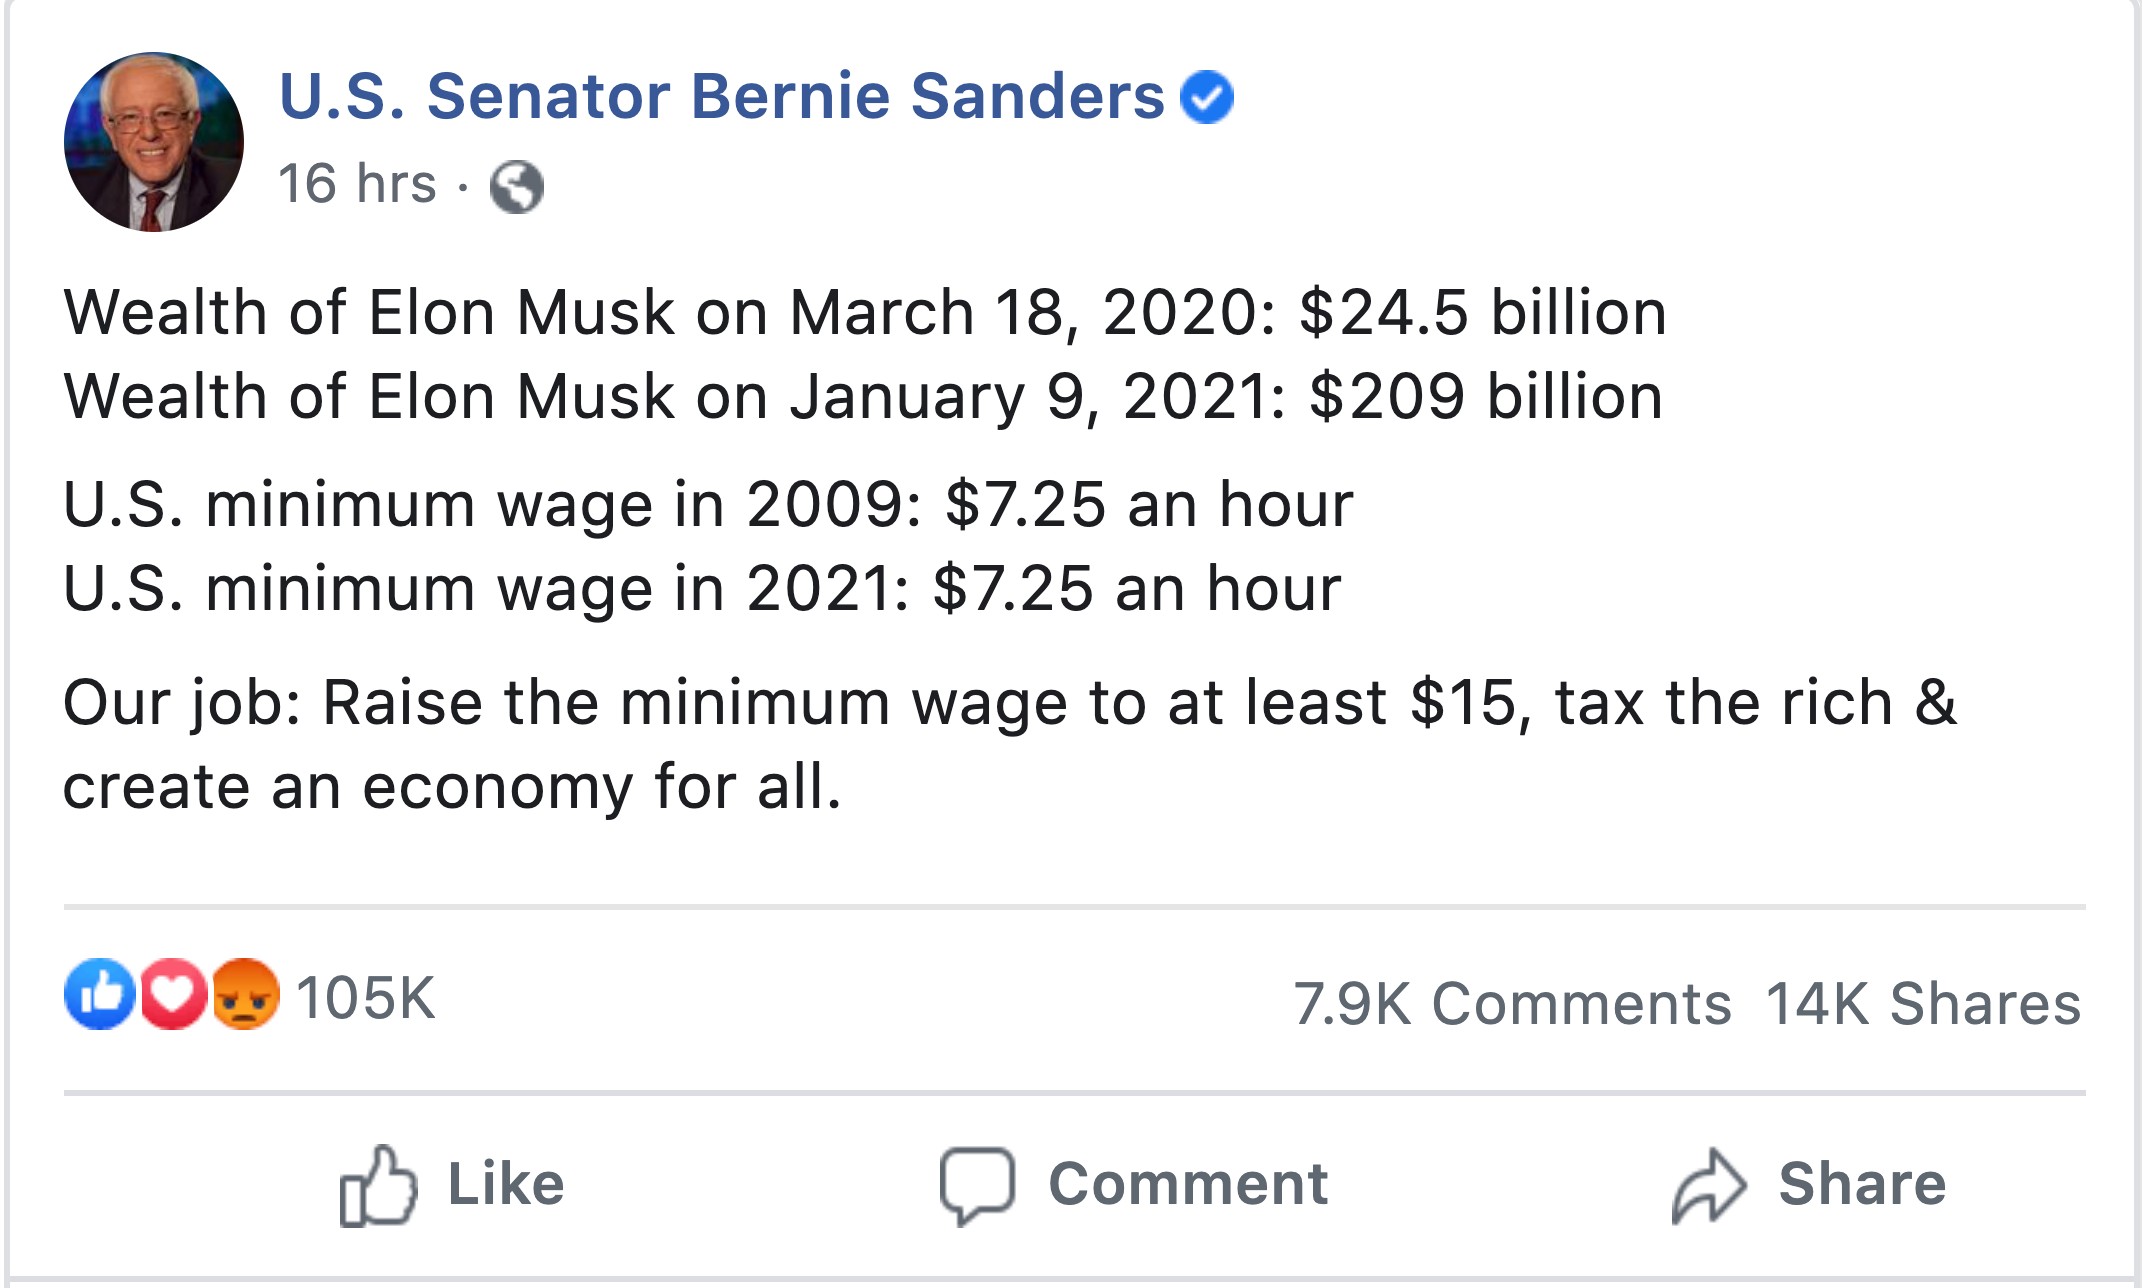 U.S. Senator Bernie Sanders
16 hrs ·
Wealth of Elon Musk on March 18, 2020: $24.5 billion
Wealth of Elon Musk on January 9, 2021: $209 billion
U.S. minimum wage in 2009: $7.25 an hour
U.S. minimum wage in 2021: $7.25 an hour
Our job: Raise the minimum wage to at least $15, tax the rich &
create an economy for all.
105K 7.9K Comments 14K Shares
Like Comment Share